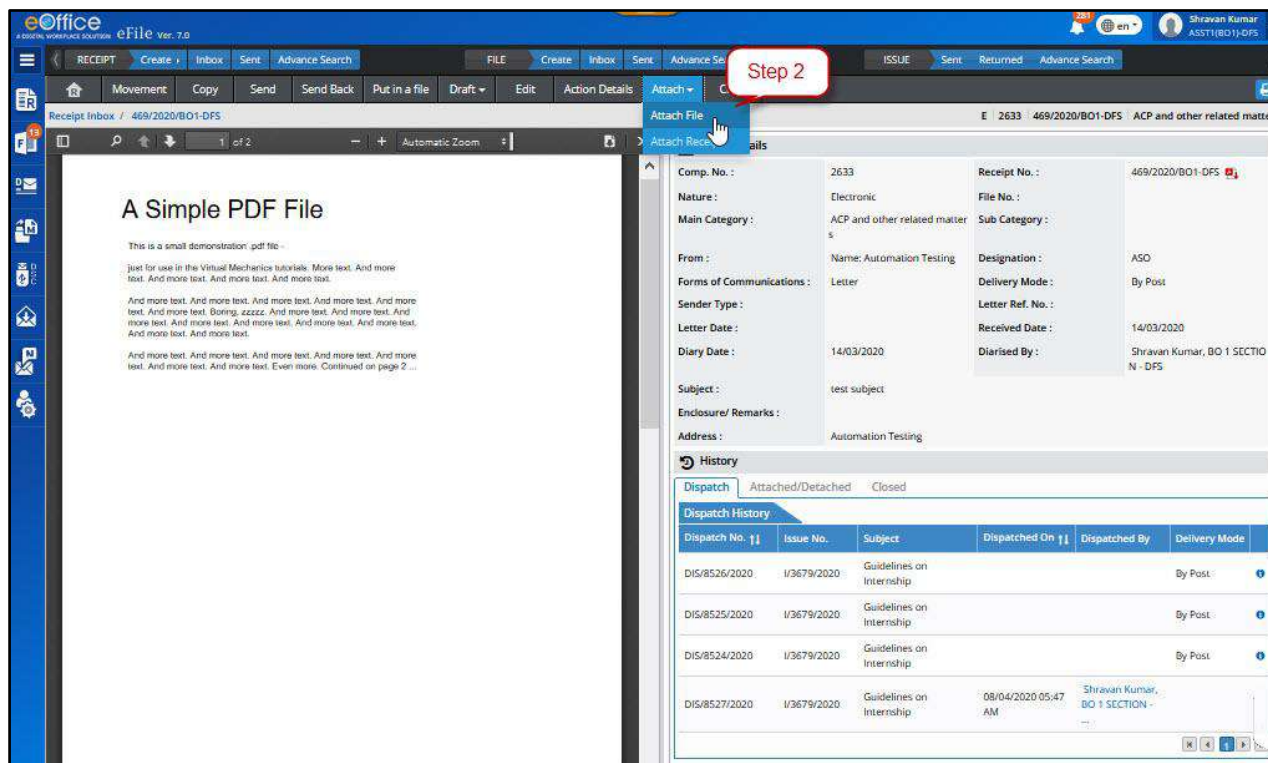 eOffice
A DIGITAL WORKPLACE SOLUTION eFile Ver. 7.0
281
en
Shravan Kumar
ASST1(BO1)-DFS
RECEIPT Create Inbox Sent Advance Search FILE Create Inbox Sent Advance ISSUE Sent Returned Advance Search
Step 2
Movement Copy Send Send Back Put in a file Draft Edit Action Details Attach
Receipt Inbox / 469/2020/BO1-DFS
Attach File
Attach
E 2633 469/2020/BO1-DFS ACP and other related
13
1 of 2 Automatic Zoom
A Simple PDF File
This is a small demonstration .pdf file -
just for use in the Virtual Mechanics tutorials. More text. And more
text. And more text. And more text. And more text.
And more text. And more text. And more text. And more text. And more
text. And more text. Boring, zzzzz. And more text. And more text. And
more text. And more text. And more text. And more text. And more text.
And more text. And more text.
And more text. And more text. And more text. And more text. And more
text. And more text. And more text. Even more. Continued on page 2 ...
Comp. No. : 2633 Receipt No. : 469/2020/BO1-DFS
Nature : Electronic File No. :
Main Category : ACP and other related matter Sub Category :
s
From : Name: Automation Testing Designation : ASO
Forms of Communications : Letter Delivery Mode : By Post
Sender Type : Letter Ref. No. :
Letter Date : Received Date : 14/03/2020
Diary Date : 14/03/2020 Diarised By : Shravan Kumar, BO 1 SECTIO
N - DFS
Subject : test subject
Enclosure/ Remarks :
Address : Automation Testing
History
Dispatch Attached/Detached Closed
Dispatch History
Dispatch No. Issue No. Subject Dispatched On Dispatched By Delivery Mode
DIS/8526/2020 I/3679/2020 Guidelines on By Post
Internship
DIS/8525/2020 I/3679/2020 Guidelines on By Post
Internship
DIS/8524/2020 I/3679/2020 Guidelines on By Post
Internship
DIS/8527/2020 I/3679/2020 Guidelines on 08/04/2020 05:47 Shravan Kumar,
Internship AM BO 1 SECTION -
...
1